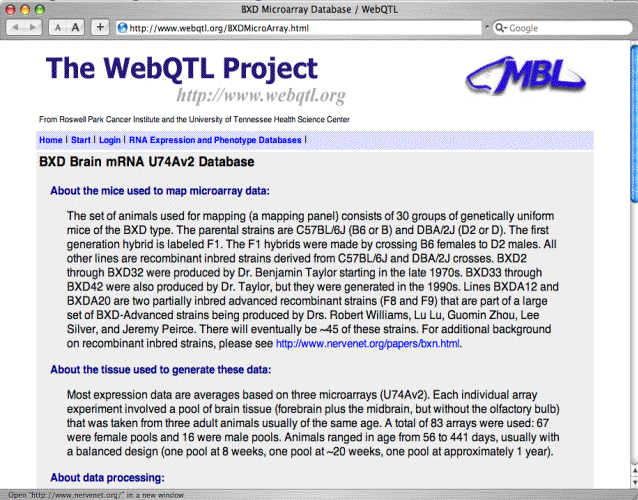 BXD Microarray Database / WebQTL
A A + http://www.webqtl.org/BXDMicroArray.html Google
The WebQTL Project
http://www.webqtl.org
MBL
From Roswell Park Cancer Institute and the University of Tennessee Health Science Center
Home | Start | Login | RNA Expression and Phenotype Databases |
BXD Brain mRNA U74Av2 Database
About the mice used to map microarray data:
The set of animals used for mapping (a mapping panel) consists of 30 groups of genetically uniform
mice of the BXD type. The parental strains are C57BL/6J (B6 or B) and DBA/2J (D2 or D). The first
generation hybrid is labeled F1. The F1 hybrids were made by crossing B6 females to D2 males. All
other lines are recombinant inbred strains derived from C57BL/6J and DBA/2J crosses. BXD2
through BXD32 were produced by Dr. Benjamin Taylor starting in the late 1970s. BXD33 through
BXD42 were also produced by Dr. Taylor, but they were generated in the 1990s. Lines BXDA12 and
BXDA20 are two partially inbred advanced recombinant strains (F8 and F9) that are part of a large
set of BXD-Advanced strains being produced by Drs. Robert Williams, Lu Lu, Guomin Zhou, Lee
Silver, and Jeremy Peirce. There will eventually be ~45 of these strains. For additional background
on recombinant inbred strains, please see http://www.nervenet.org/papers/bxn.html.
About the tissue used to generate these data:
Most expression data are averages based on three microarrays (U74Av2). Each individual array
experiment involved a pool of brain tissue (forebrain plus the midbrain, but without the olfactory bulb)
that was taken from three adult animals usually of the same age. A total of 83 arrays were used: 67
were female pools and 16 were male pools. Animals ranged in age from 56 to 441 days, usually with
a balanced design (one pool at 8 weeks, one pool at ~20 weeks, one pool at approximately 1 year).
About data processing:
Open "http://www.nervenet.org/" in a new window